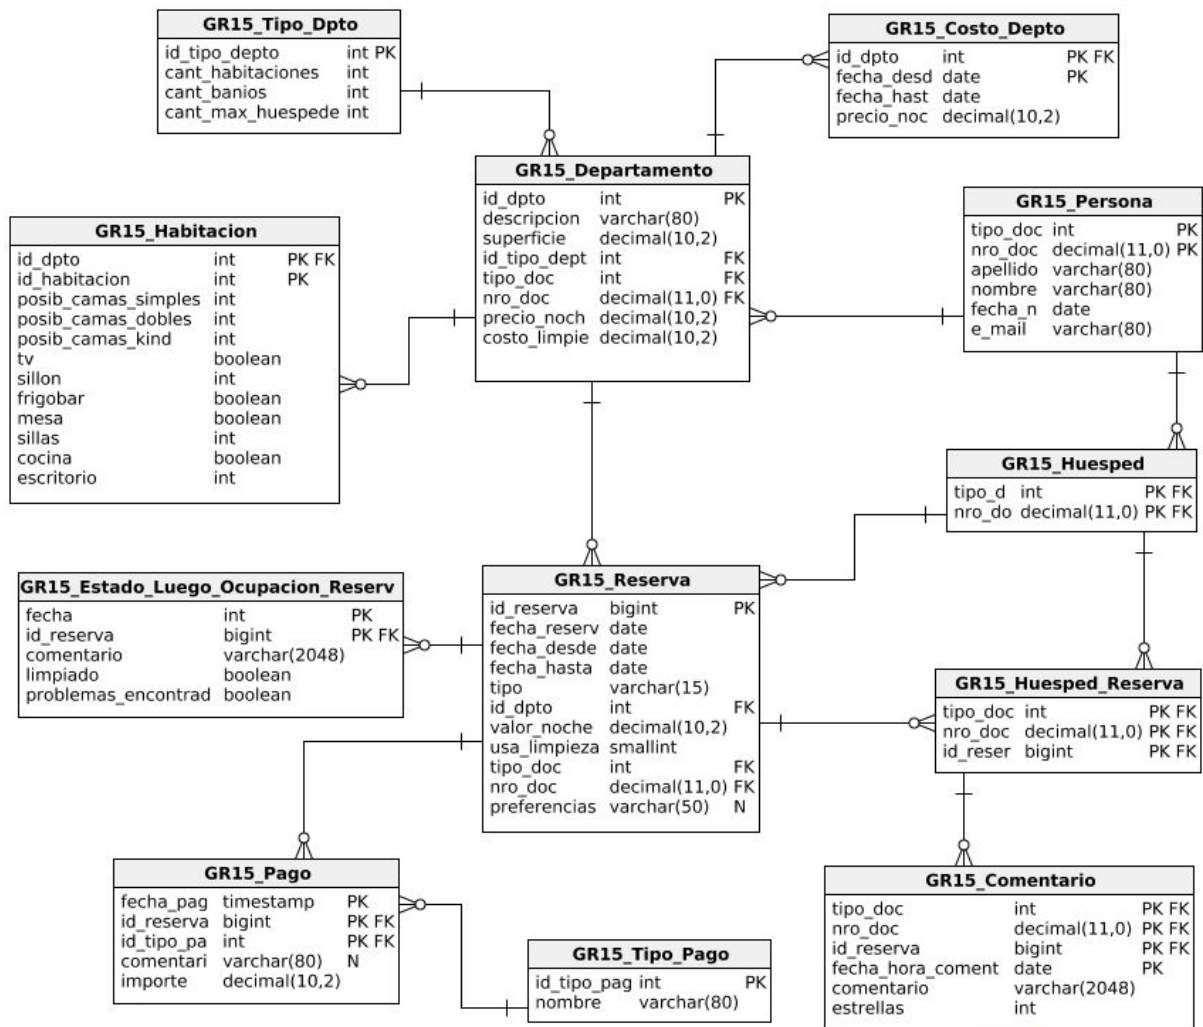 GR15_Tipo_Dpto
id_tipo_depto int PK
cant_habitaciones int
cant_banios int
cant_max_huespede int
GR15_Costo_Depto
id_dpto int PK FK
fecha_desd date PK
fecha_hast date
precio_noc decimal(10,2)
GR15_Departamento
id_dpto int PK
descripcion varchar(80)
superficie decimal(10,2)
id_tipo_dept int FK
tipo_doc int FK
nro_doc decimal(11,0) FK
precio_noch decimal(10,2)
costo_limpie decimal(10,2)
GR15_Persona
tipo_doc int PK
nro_doc decimal(11,0) PK
apellido varchar(80)
nombre varchar(80)
fecha_n date
e_mail varchar(80)
GR15_Habitacion
id_dpto int PK FK
id_habitacion int PK
posib_camas_simples int
posib_camas_dobles int
posib_camas_kind int
tv boolean
sillon int
frigobar boolean
mesa boolean
sillas int
cocina boolean
escritorio int
GR15_Huesped
tipo_d int PK FK
nro_do decimal(11,0) PK FK
GR15_Estado_Luego_Ocupacion_Reserv
fecha int PK
id_reserva bigint PK FK
comentario varchar(2048)
limpiado boolean
problemas_encontrad boolean
GR15_Reserva
id_reserva bigint PK
fecha_reserv date
fecha_desde date
fecha_hasta date
tipo varchar(15)
id_dpto int FK
valor_noche decimal(10,2)
usa_limpieza smallint
tipo_doc int FK
nro_doc decimal(11,0) FK
preferencias varchar(50) N
GR15_Huesped_Reserva
tipo_doc int PK FK
nro_doc decimal(11,0) PK FK
id_reser bigint PK FK
GR15_Pago
fecha_pag timestamp PK
id_reserva bigint PK FK
id_tipo_pa int PK FK
comentari varchar(80) N
importe decimal(10,2)
GR15_Tipo_Pago
id_tipo_pag int PK
nombre varchar(80)
GR15_Comentario
tipo_doc int PK FK
nro_doc decimal(11,0) PK FK
id_reserva bigint PK FK
fecha_hora_coment date PK
comentario varchar(2048)
estrellas int